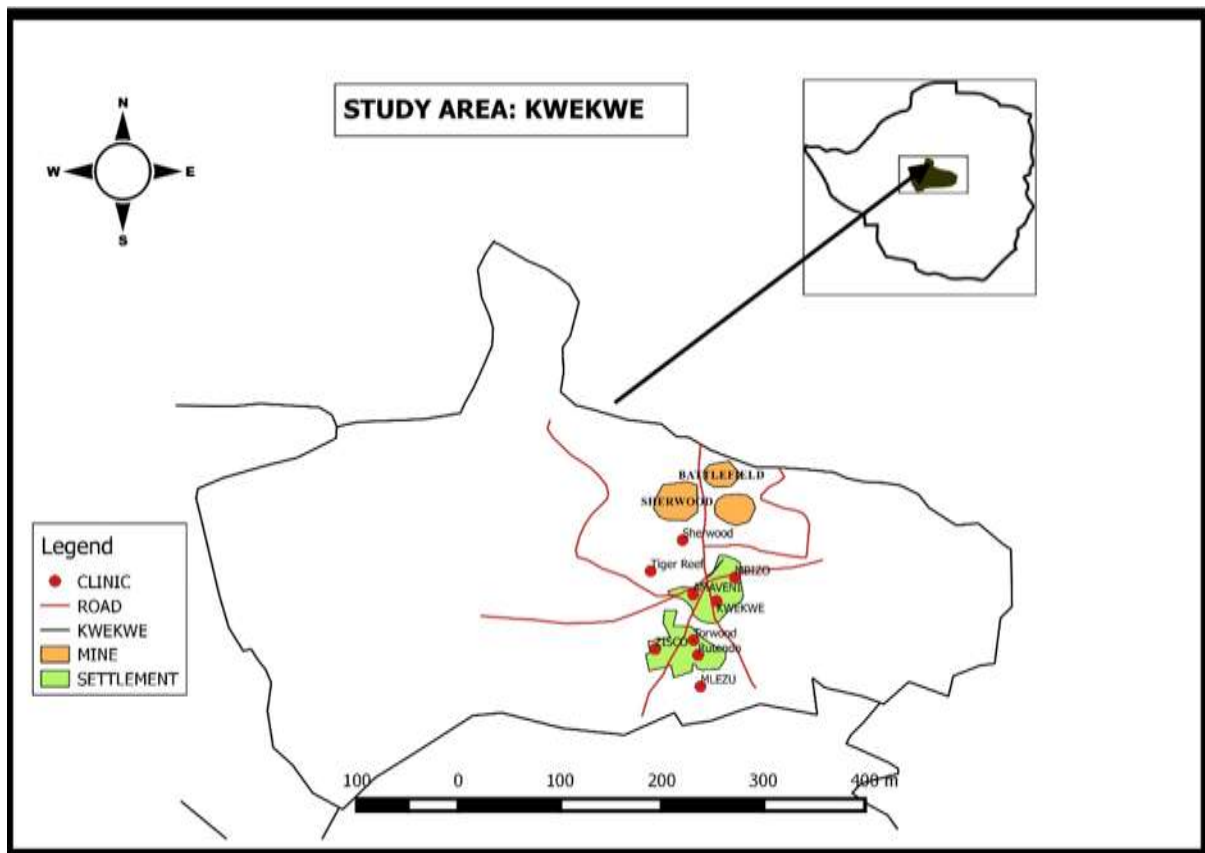 STUDY AREA: KWEKWE
N
W
E
S
BATTLEFIELD
SHERWOOD
Sherwood
Tiger Reef
MBIZO
AMAVENI
KWEKWE
Torwood
ZISCO
Rutendo
MLEZU
Legend
CLINIC
ROAD
KWEKWE
MINE
SETTLEMENT
100 0 100 200 300 400 m